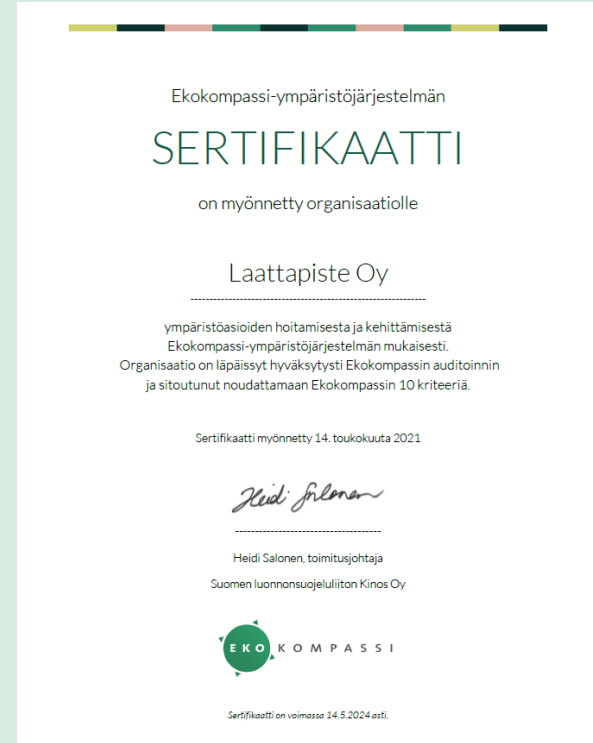 Ekokompassi-ympäristöjärjestelmän
SERTIFIKAATTI
on myönnetty organisaatiolle
Laattapiste Oy
ympäristöasioiden hoitamisesta ja kehittämisestä
Ekokompassi-ympäristöjärjestelmän mukaisesti.
Organisaatio on läpäissyt hyväksytysti Ekokompassin auditoinnin
ja sitoutunut noudattamaan Ekokompassin 10 kriteeriä.
Sertifikaatti myönnetty 14. toukokuuta 2021
Heidi Salonen
Heidi Salonen, toimitusjohtaja
Suomen luonnonsuojeluliiton Kinos Oy
EKOKOMPASSI
Sertifikaatti on voimassa 14.5.2024 asti.